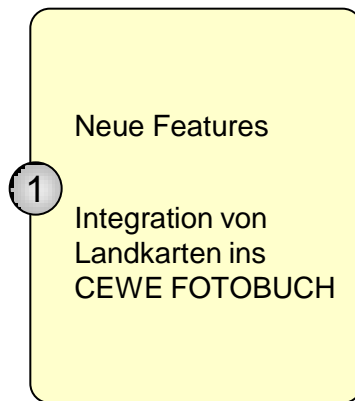 Neue Features
1
Integration von
Landkarten ins
CEWE FOTOBUCH